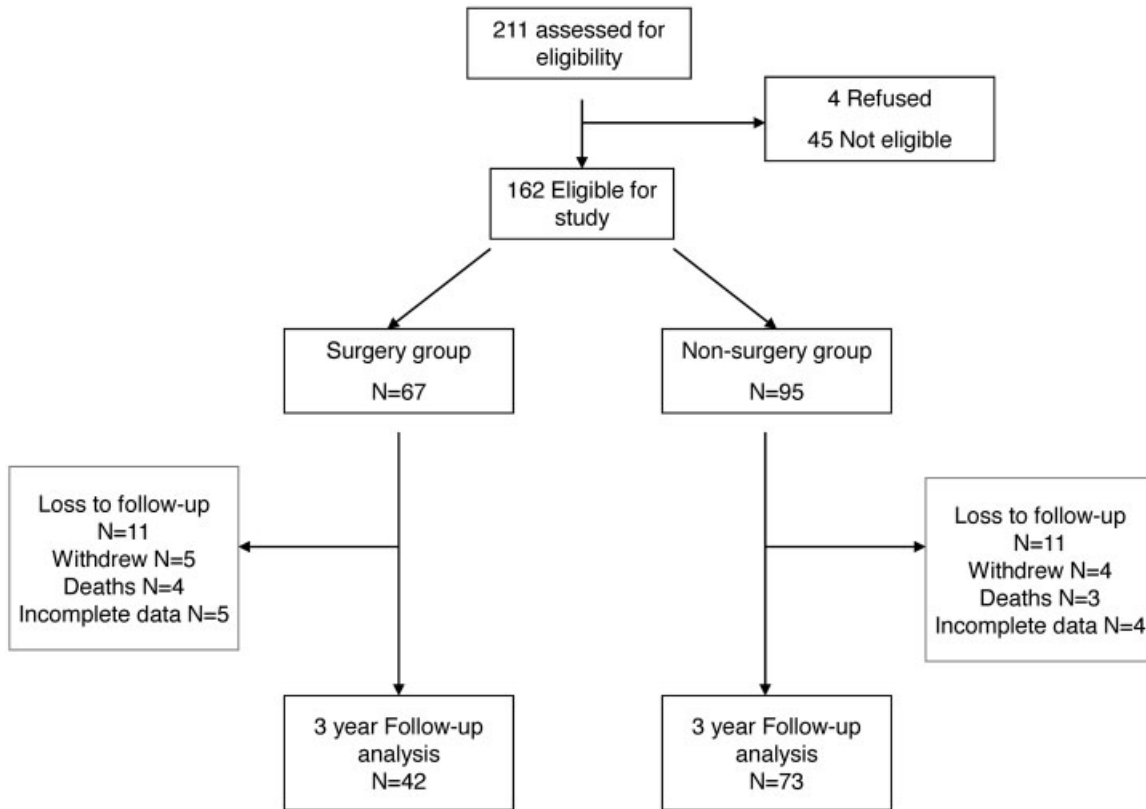 211 assessed for
eligibility
4 Refused
45 Not eligible
162 Eligible for
study
Surgery group
N=67
Non-surgery group
N=95
Loss to follow-up
N=11
Withdrew N=5
Deaths N=4
Incomplete data N=5
Loss to follow-up
N=11
Withdrew N=4
Deaths N=3
Incomplete data N=4
3 year Follow-up
analysis
N=42
3 year Follow-up
analysis
N=73